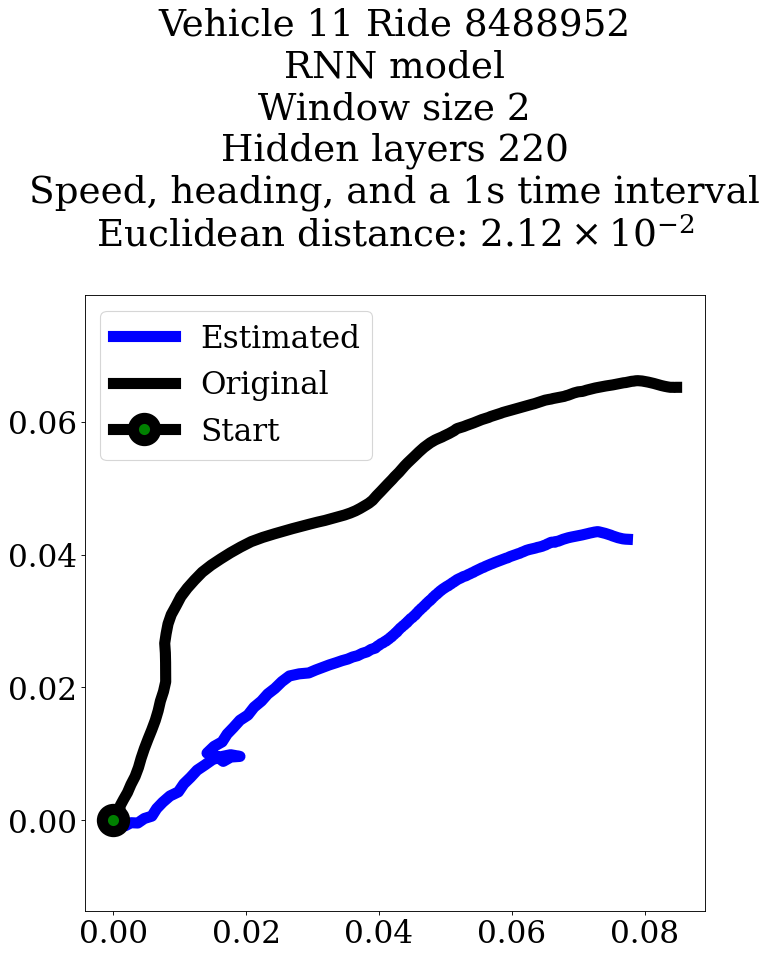 Vehicle 11 Ride 8488952
RNN model
Window size 2
Hidden layers 220
Speed, heading, and a 1s time interval
Euclidean distance: 2.12 × 10⁻²
Estimated
Original
Start
0.06
0.04
0.02
0.00
0.00 0.02 0.04 0.06 0.08